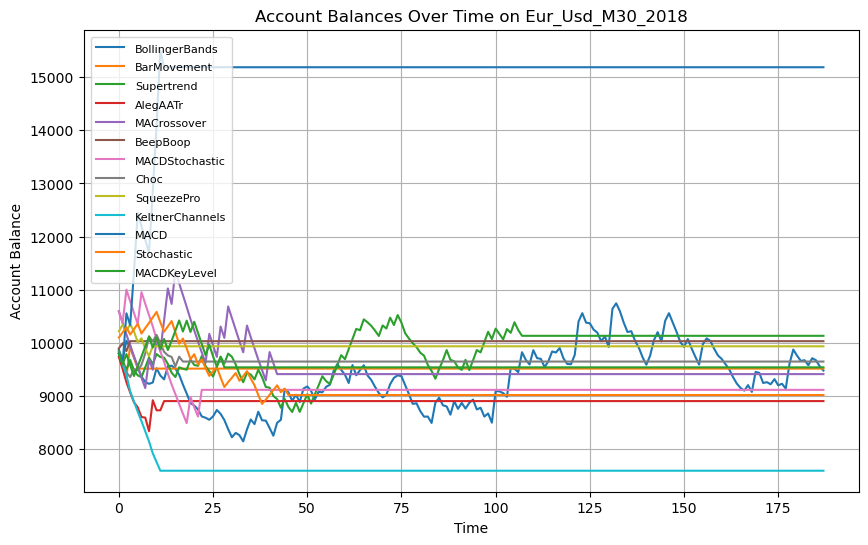 Account Balances Over Time on Eur_Usd_M30_2018
BollingerBands
BarMovement
Supertrend
AlegAATr
MACrossover
BeepBoop
MACDStochastic
Choc
SqueezePro
KeltnerChannels
MACD
Stochastic
MACDKeyLevel
Account Balance
15000
14000
13000
12000
11000
10000
9000
8000
0 25 50 75 100 125 150 175
Time